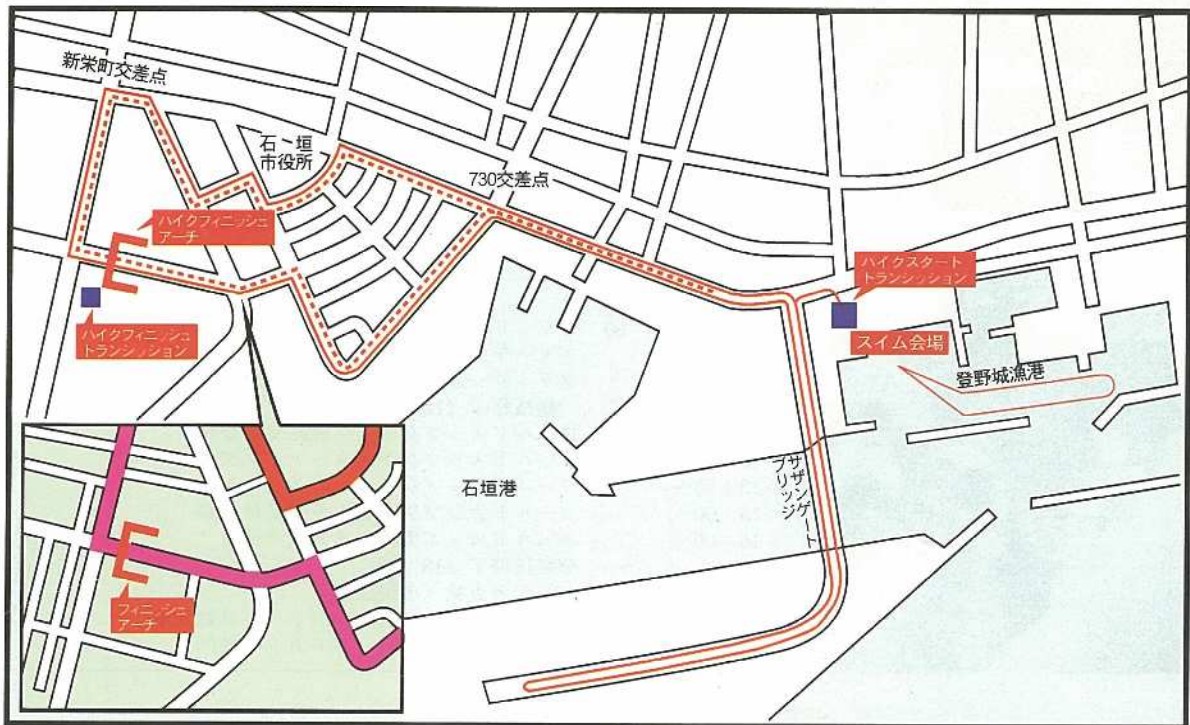 新栄町交差点
石垣
市役所
730交差点
ハイクフィニッシュ
アーチ
ハイクフィニッシュ
トランジッション
ハイクスタート
トランジッション
スイム会場
登野城漁港
サザンゲート
ブリッジ
石垣港
フィニッシュ
アーチ